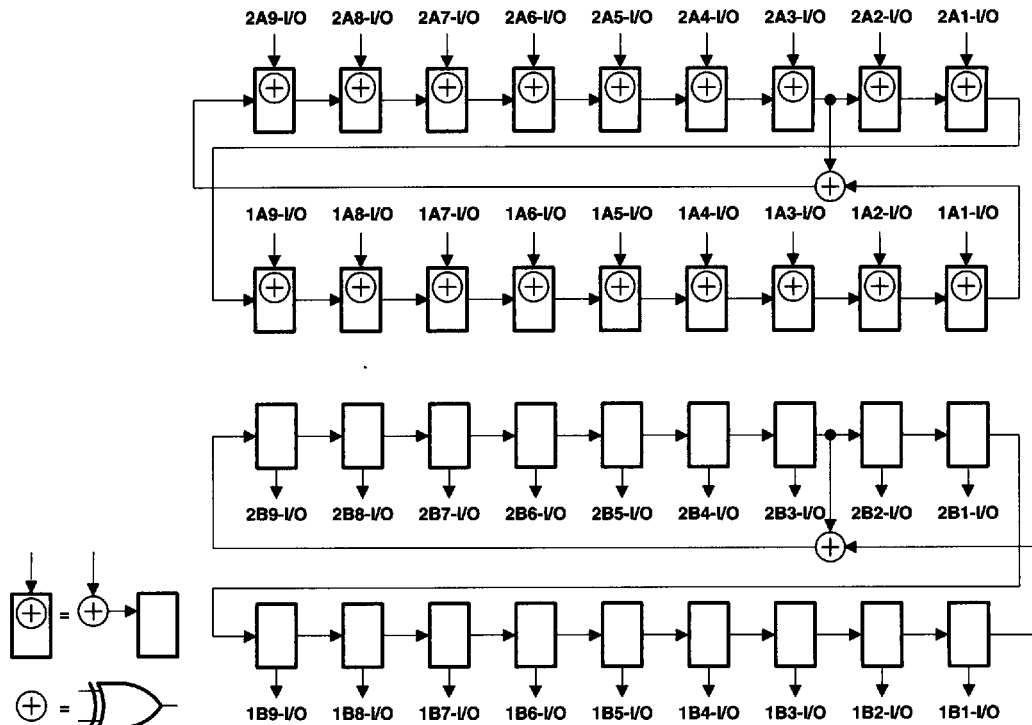 2A9-I/O 2A8-I/O 2A7-I/O 2A6-I/O 2A5-I/O 2A4-I/O 2A3-I/O 2A2-I/O 2A1-I/O
1A9-I/O 1A8-I/O 1A7-I/O 1A6-I/O 1A5-I/O 1A4-I/O 1A3-I/O 1A2-I/O 1A1-I/O
2B9-I/O 2B8-I/O 2B7-I/O 2B6-I/O 2B5-I/O 2B4-I/O 2B3-I/O 2B2-I/O 2B1-I/O
=
=
1B9-I/O 1B8-I/O 1B7-I/O 1B6-I/O 1B5-I/O 1B4-I/O 1B3-I/O 1B2-I/O 1B1-I/O